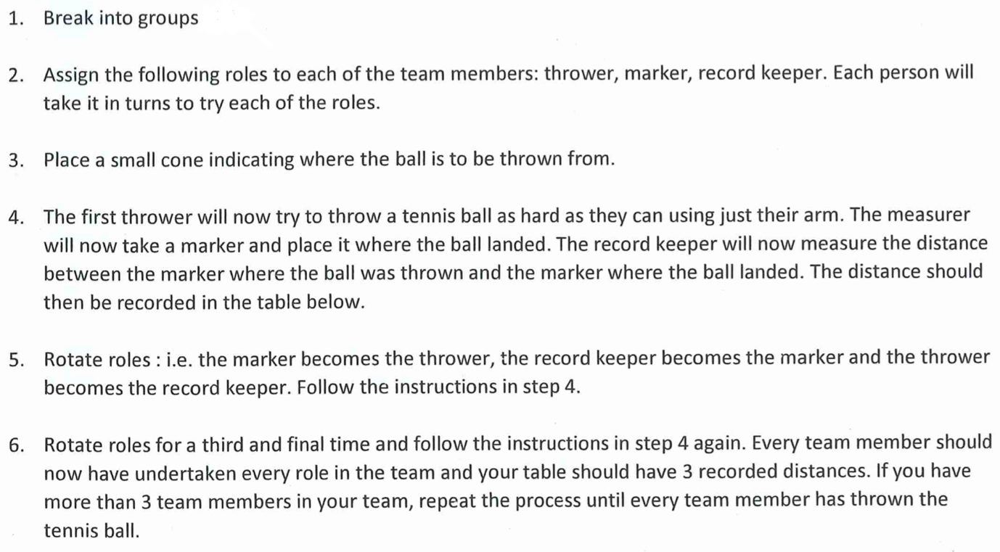 1. Break into groups
2. Assign the following roles to each of the team members: thrower, marker, record keeper. Each person will
take it in turns to try each of the roles.
3. Place a small cone indicating where the ball is to be thrown from.
4. The first thrower will now try to throw a tennis ball as hard as they can using just their arm. The measurer
will now take a marker and place it where the ball landed. The record keeper will now measure the distance
between the marker where the ball was thrown and the marker where the ball landed. The distance should
then be recorded in the table below.
5. Rotate roles : i.e. the marker becomes the thrower, the record keeper becomes the marker and the thrower
becomes the record keeper. Follow the instructions in step 4.
6. Rotate roles for a third and final time and follow the instructions in step 4 again. Every team member should
now have undertaken every role in the team and your table should have 3 recorded distances. If you have
more than 3 team members in your team, repeat the process until every team member has thrown the
tennis ball.